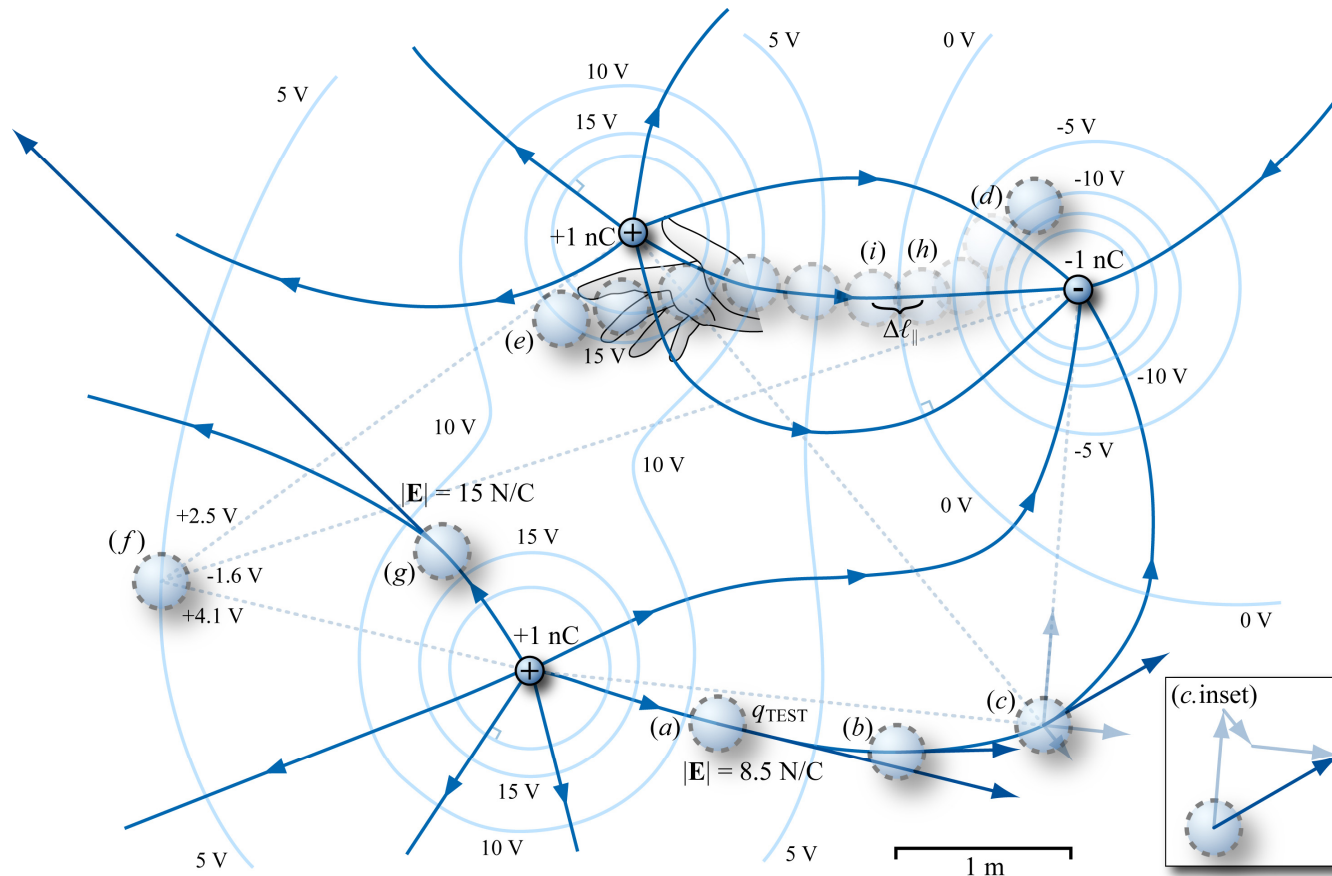 5 V
0 V
10 V
5 V
15 V
-5 V
-10 V
(d)
+
+1 nC
(i)
(h)
-1 nC
-
Δℓ∥
(e)
15 V
-10 V
10 V
-5 V
10 V
|E| = 15 N/C
0 V
+2.5 V
(f)
15 V
-1.6 V
(g)
+4.1 V
0 V
+1 nC
+
(c. inset)
(a)
qTEST
(b)
(c)
|E| = 8.5 N/C
15 V
10 V
5 V
5 V
1 m